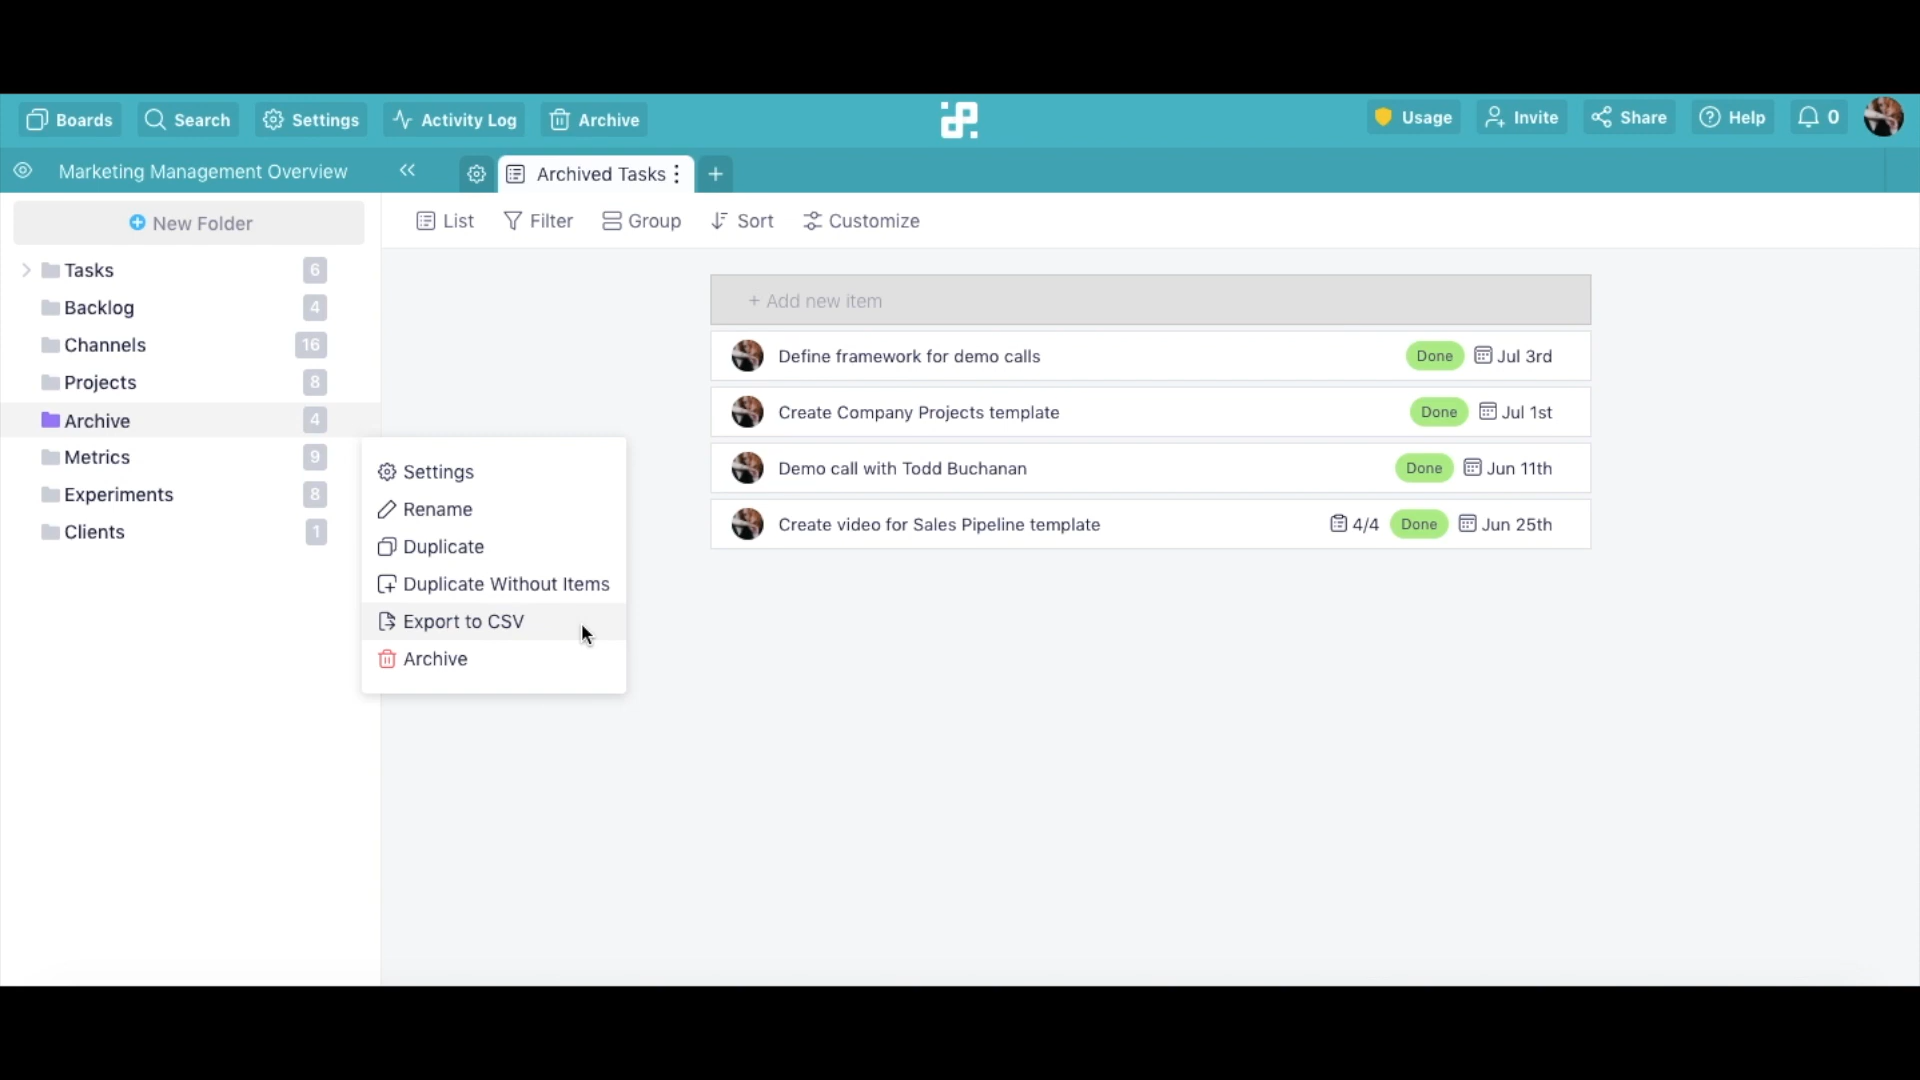 Boards Search Settings Activity Log Archive Usage Invite Share Help 0
Marketing Management Overview Archived Tasks
New Folder
Tasks 6
Backlog 4
Channels 16
Projects 8
Archive 4
Metrics 9
Experiments 8
Clients 1
Settings
Rename
Duplicate
Duplicate Without Items
Export to CSV
Archive
List Filter Group Sort Customize
+ Add new item
Define framework for demo calls Done Jul 3rd
Create Company Projects template Done Jul 1st
Demo call with Todd Buchanan Done Jun 11th
Create video for Sales Pipeline template 4/4 Done Jun 25th